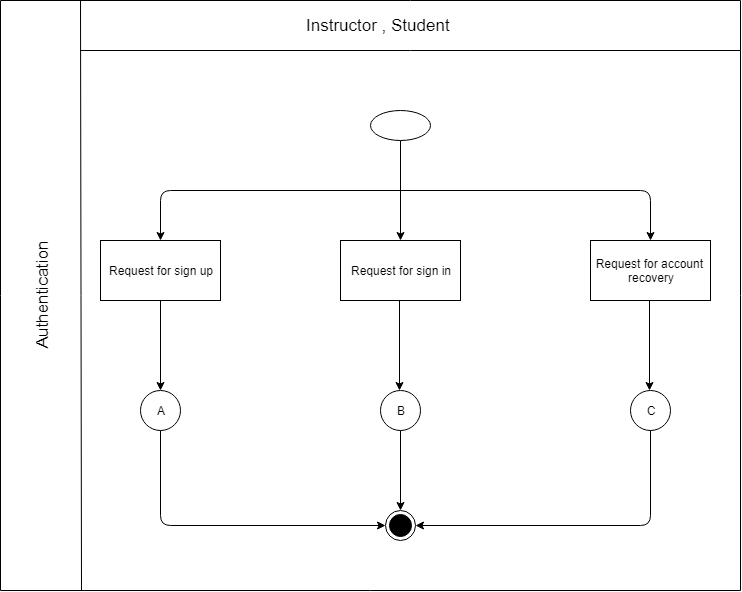 Instructor , Student
Authentication
Request for sign up
Request for sign in
Request for account
recovery
A
B
C